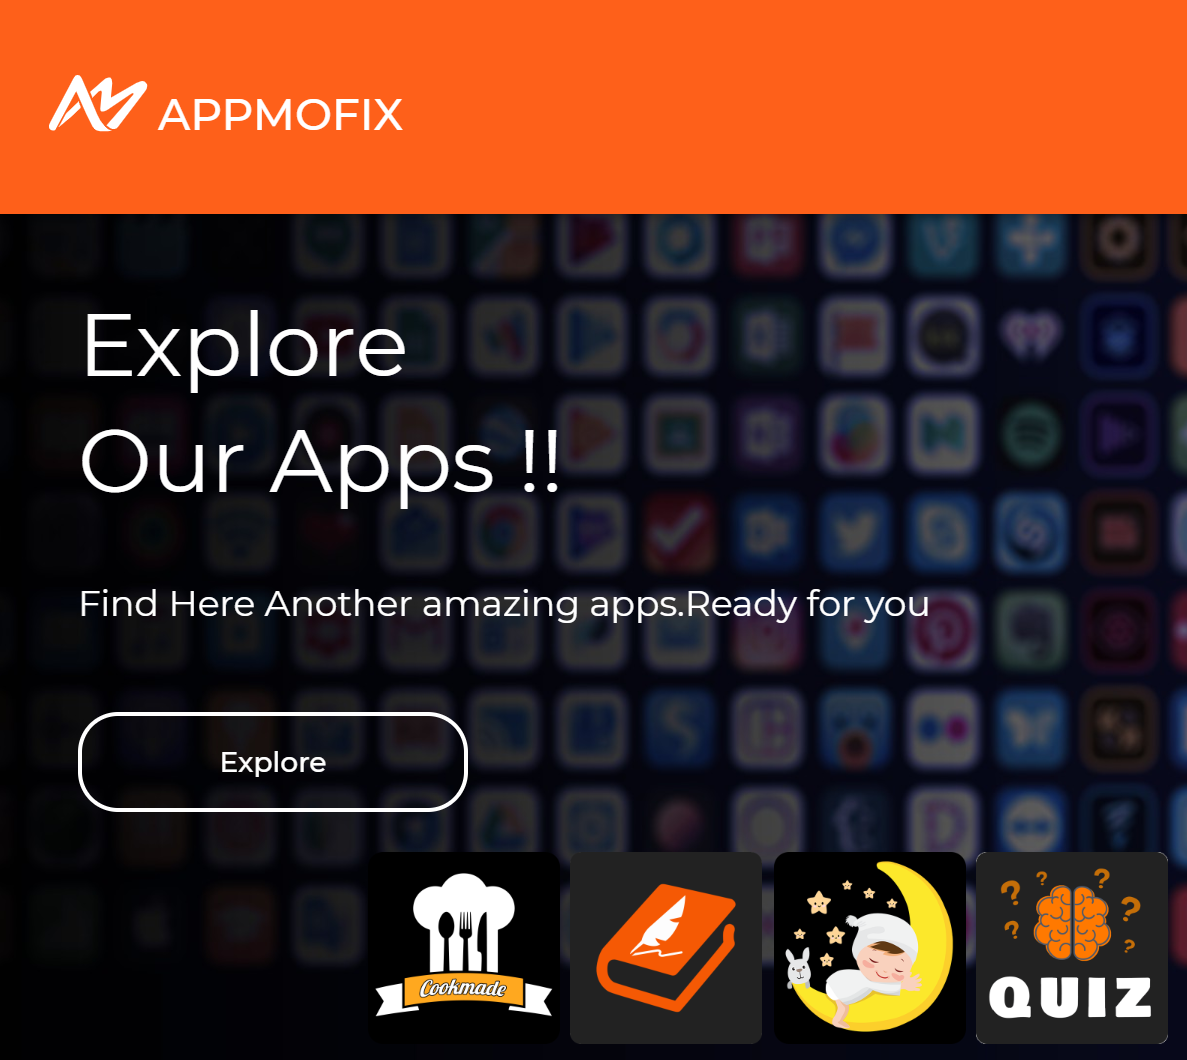 APPMOFIX
Explore
Our Apps !!
Find Here Another amazing apps.Ready for you
Explore
Cookmade
QUIZ